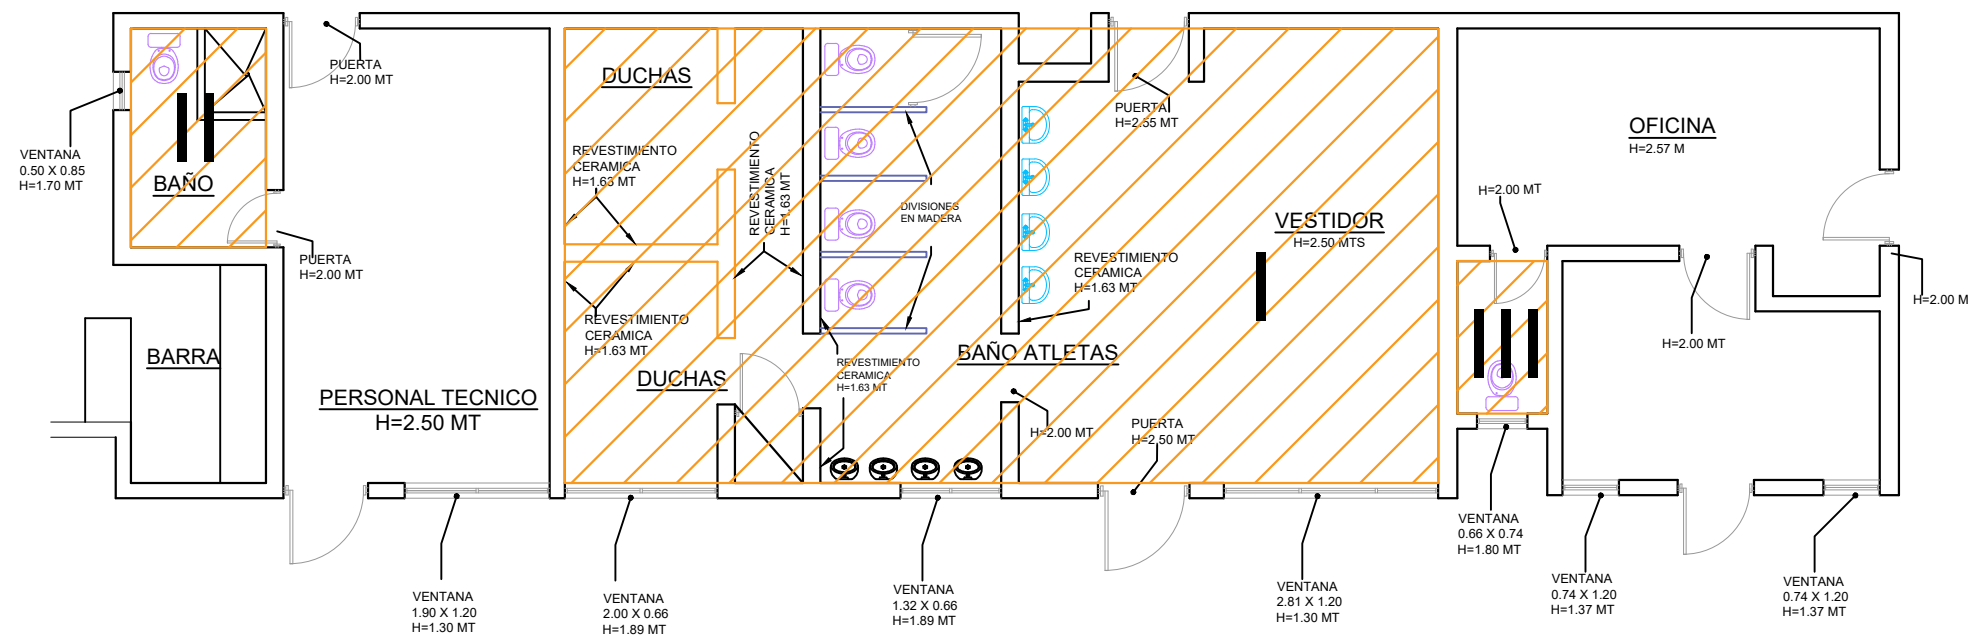 PUERTA
H=2.00 MT
VENTANA
0.50 X 0.85
H=1.70 MT
BAÑO
PUERTA
H=2.00 MT
BARRA
PERSONAL TECNICO
H=2.50 MT
DUCHAS
REVESTIMIENTO
CERAMICA
H=1.63 MT
REVESTIMIENTO
CERAMICA
H=1.63 MT
REVESTIMIENTO
CERAMICA
H=1.63 MT
DUCHAS
DIVISIONES
EN MADERA
REVESTIMIENTO
CERAMICA
H=1.63 MT
BAÑO ATLETAS
REVESTIMIENTO
CERAMICA
H=1.63 MT
PUERTA
H=2.55 MT
VESTIDOR
H=2.50 MTS
H=2.00 MT
PUERTA
H=2.50 MT
OFICINA
H=2.57 M
H=2.00 MT
H=2.00 MT
H=2.00 M
VENTANA
1.90 X 1.20
H=1.30 MT
VENTANA
2.00 X 0.66
H=1.89 MT
VENTANA
1.32 X 0.66
H=1.89 MT
VENTANA
2.81 X 1.20
H=1.30 MT
VENTANA
0.66 X 0.74
H=1.80 MT
VENTANA
0.74 X 1.20
H=1.37 MT
VENTANA
0.74 X 1.20
H=1.37 MT